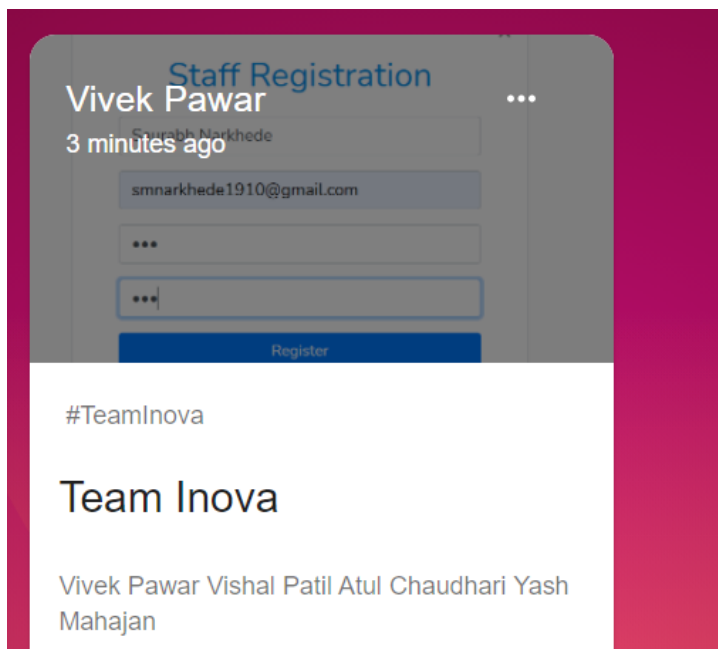 Staff Registration
Vivek Pawar
•••
Saurabh Narkhede
3 minutes ago
smnarkhede1910@gmail.com
•••
•••
Register
#TeamInova
Team Inova
Vivek Pawar Vishal Patil Atul Chaudhari Yash
Mahajan